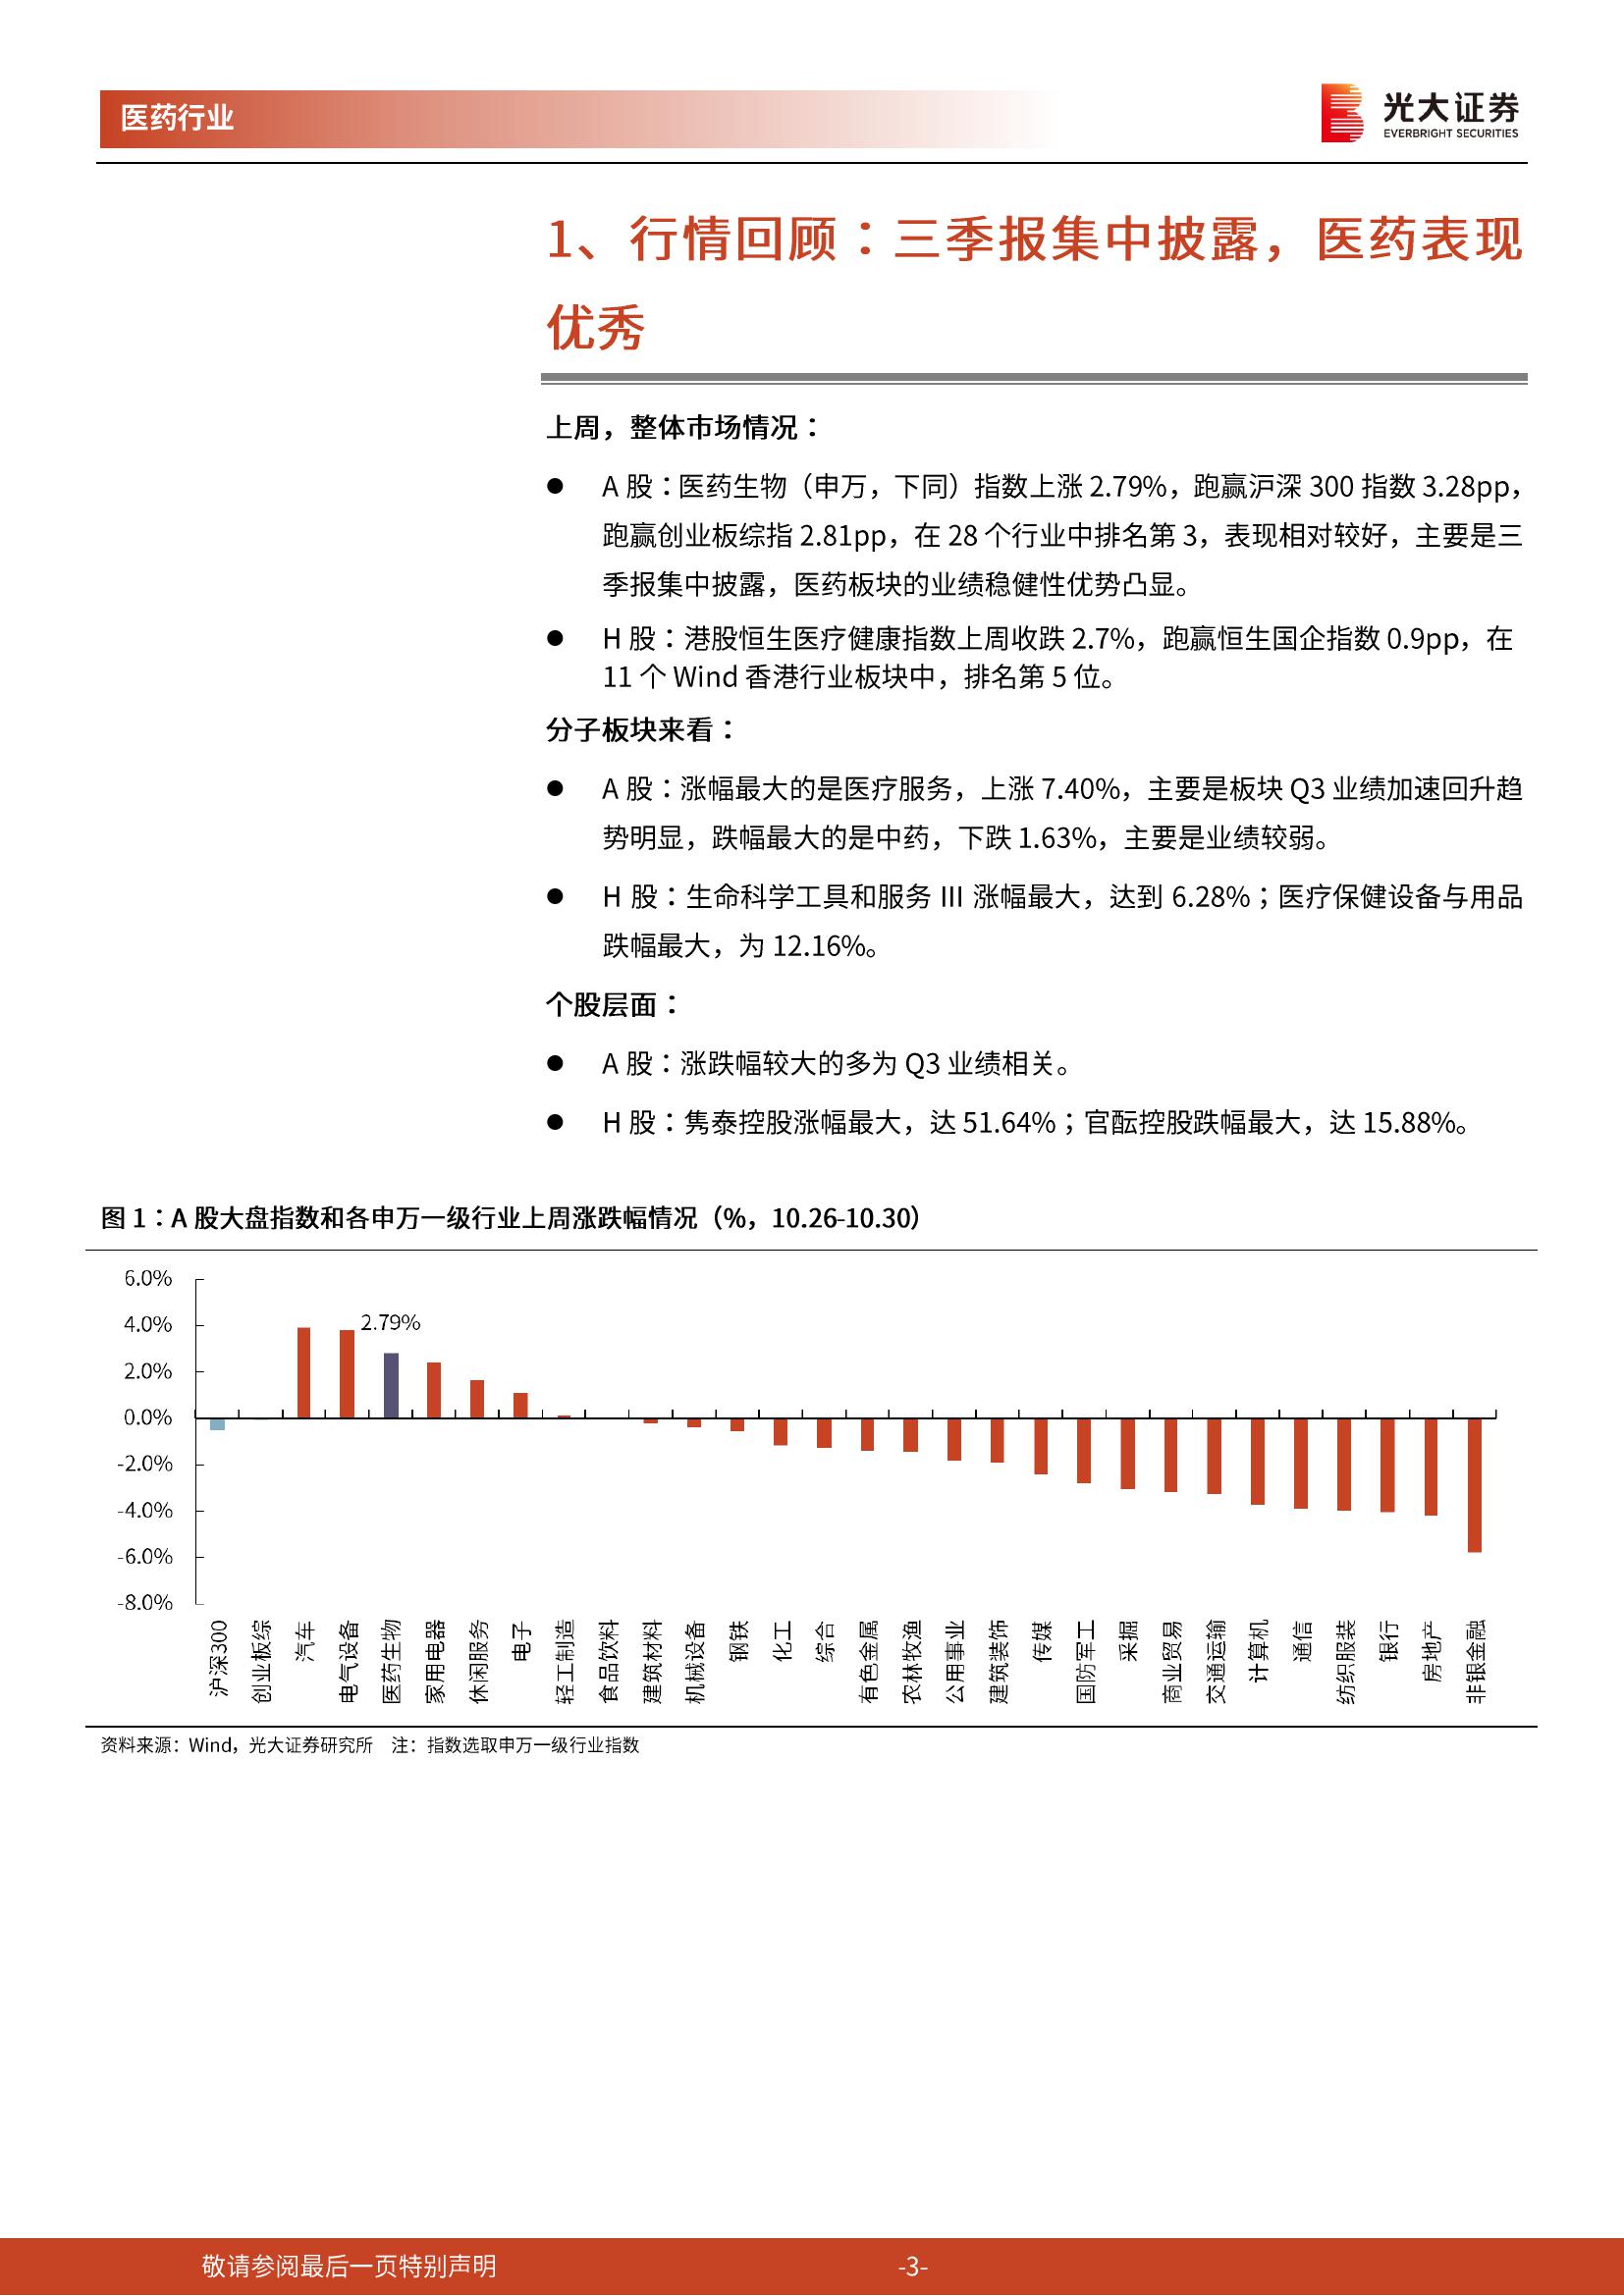 医药行业
光大证券
EVERBRIGHT SECURITIES
1、行情回顾：三季报集中披露，医药表现
优秀
上周，整体市场情况：
● A 股：医药生物（申万，下同）指数上涨 2.79%，跑赢沪深 300 指数 3.28pp，
跑赢创业板综指 2.81pp，在 28 个行业中排名第 3，表现相对较好，主要是三
季报集中披露，医药板块的业绩稳健性优势凸显。
● H 股：港股恒生医疗健康指数上周收跌 2.7%，跑赢恒生国企指数 0.9pp，在
11 个 Wind 香港行业板块中，排名第 5 位。
分子板块来看：
● A 股：涨幅最大的是医疗服务，上涨 7.40%，主要是板块 Q3 业绩加速回升趋
势明显，跌幅最大的是中药，下跌 1.63%，主要是业绩较弱。
● H 股：生命科学工具和服务 III 涨幅最大，达到 6.28%；医疗保健设备与用品
跌幅最大，为 12.16%。
个股层面：
● A 股：涨跌幅较大的多为 Q3 业绩相关。
● H 股：隽泰控股涨幅最大，达 51.64%；官酝控股跌幅最大，达 15.88%。
图 1：A 股大盘指数和各申万一级行业上周涨跌幅情况（%，10.26-10.30）
6.0%
4.0%
2.0%
0.0%
-2.0%
-4.0%
-6.0%
-8.0%
2.79%
沪深300
创业板综
汽车
电气设备
医药生物
家用电器
休闲服务
电子
轻工制造
食品饮料
建筑材料
机械设备
钢铁
化工
综合
有色金属
农林牧渔
公用事业
建筑装饰
传媒
国防军工
采掘
商业贸易
交通运输
计算机
通信
纺织服装
银行
房地产
非银金融
资料来源：Wind，光大证券研究所 注：指数选取申万一级行业指数
敬请参阅最后一页特别声明
-3-